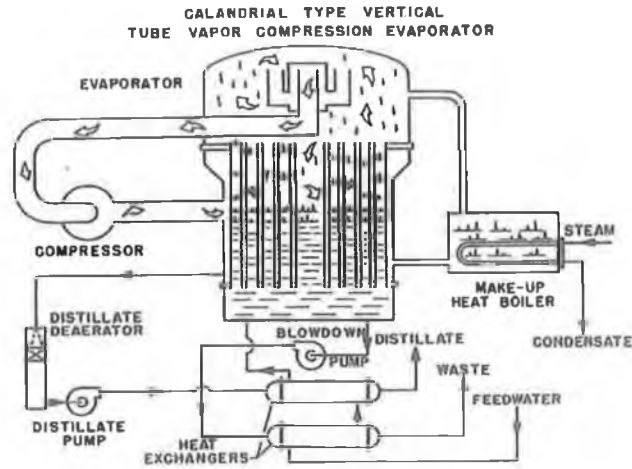 CALANDRIAL TYPE VERTICAL
TUBE VAPOR COMPRESSION EVAPORATOR
EVAPORATOR
COMPRESSOR
STEAM
MAKE-UP
HEAT BOILER
DISTILLATE
DEAERATOR
BLOWDOWN
PUMP
DISTILLATE
CONDENSATE
WASTE
FEEDWATER
DISTILLATE
PUMP
HEAT
EXCHANGERS